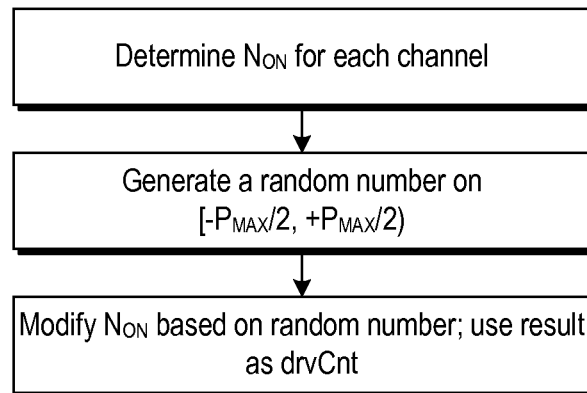 Determine NON for each channel
Generate a random number on
[-PMAX/2, +PMAX/2)
Modify NON based on random number; use result
as drvCnt